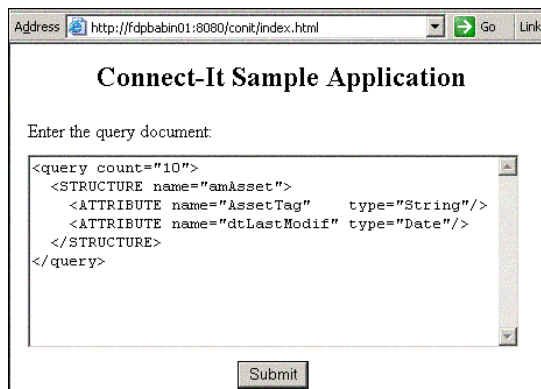 Address http://fdpbabin01:8080/conit/index.html Go Link
Connect-It Sample Application
Enter the query document:
<query count="10">
  <STRUCTURE name="amAsset">
    <ATTRIBUTE name="AssetTag"    type="String"/>
    <ATTRIBUTE name="dtLastModif" type="Date"/>
  </STRUCTURE>
</query>
Submit